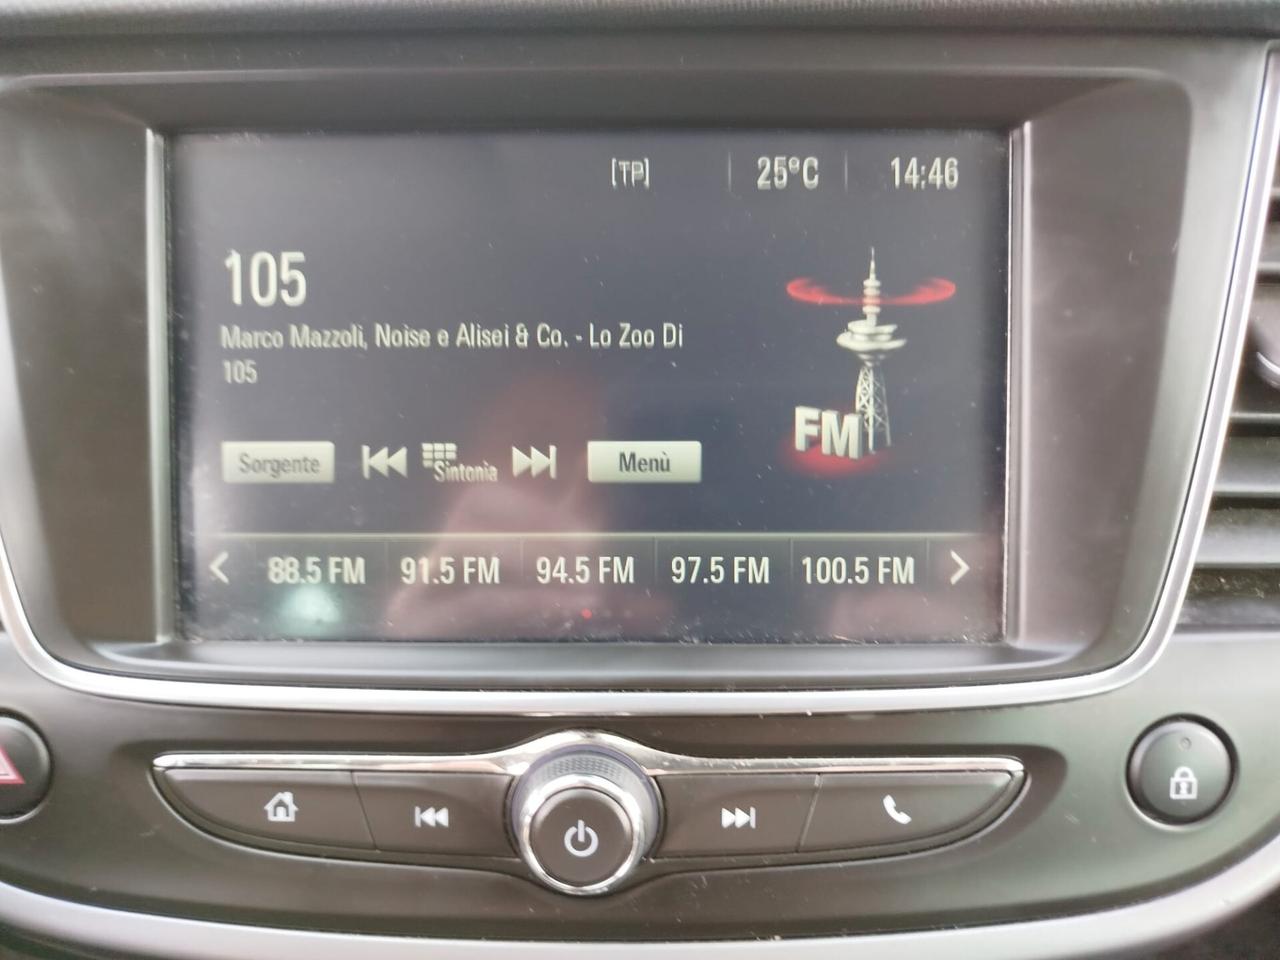 [TP] 25°C 14:46
105
Marco Mazzoli, Noise e Alisei & Co. - Lo Zoo Di
105
FM
Sorgente Sintonia Menù
88.5 FM 91.5 FM 94.5 FM 97.5 FM 100.5 FM